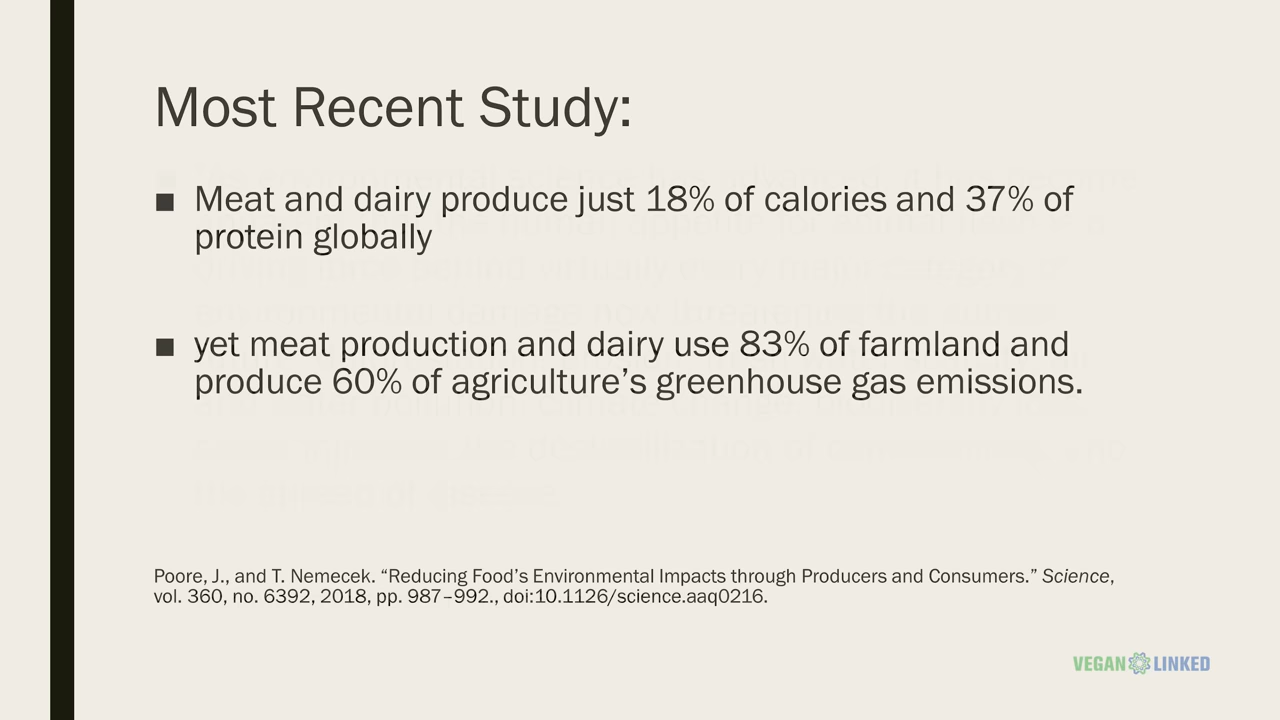 Most Recent Study:
■ Meat and dairy produce just 18% of calories and 37% of
protein globally
■ yet meat production and dairy use 83% of farmland and
produce 60% of agriculture’s greenhouse gas emissions.
Poore, J., and T. Nemecek. “Reducing Food’s Environmental Impacts through Producers and Consumers.” Science,
vol. 360, no. 6392, 2018, pp. 987–992., doi:10.1126/science.aaq0216.
VEGAN LINKED